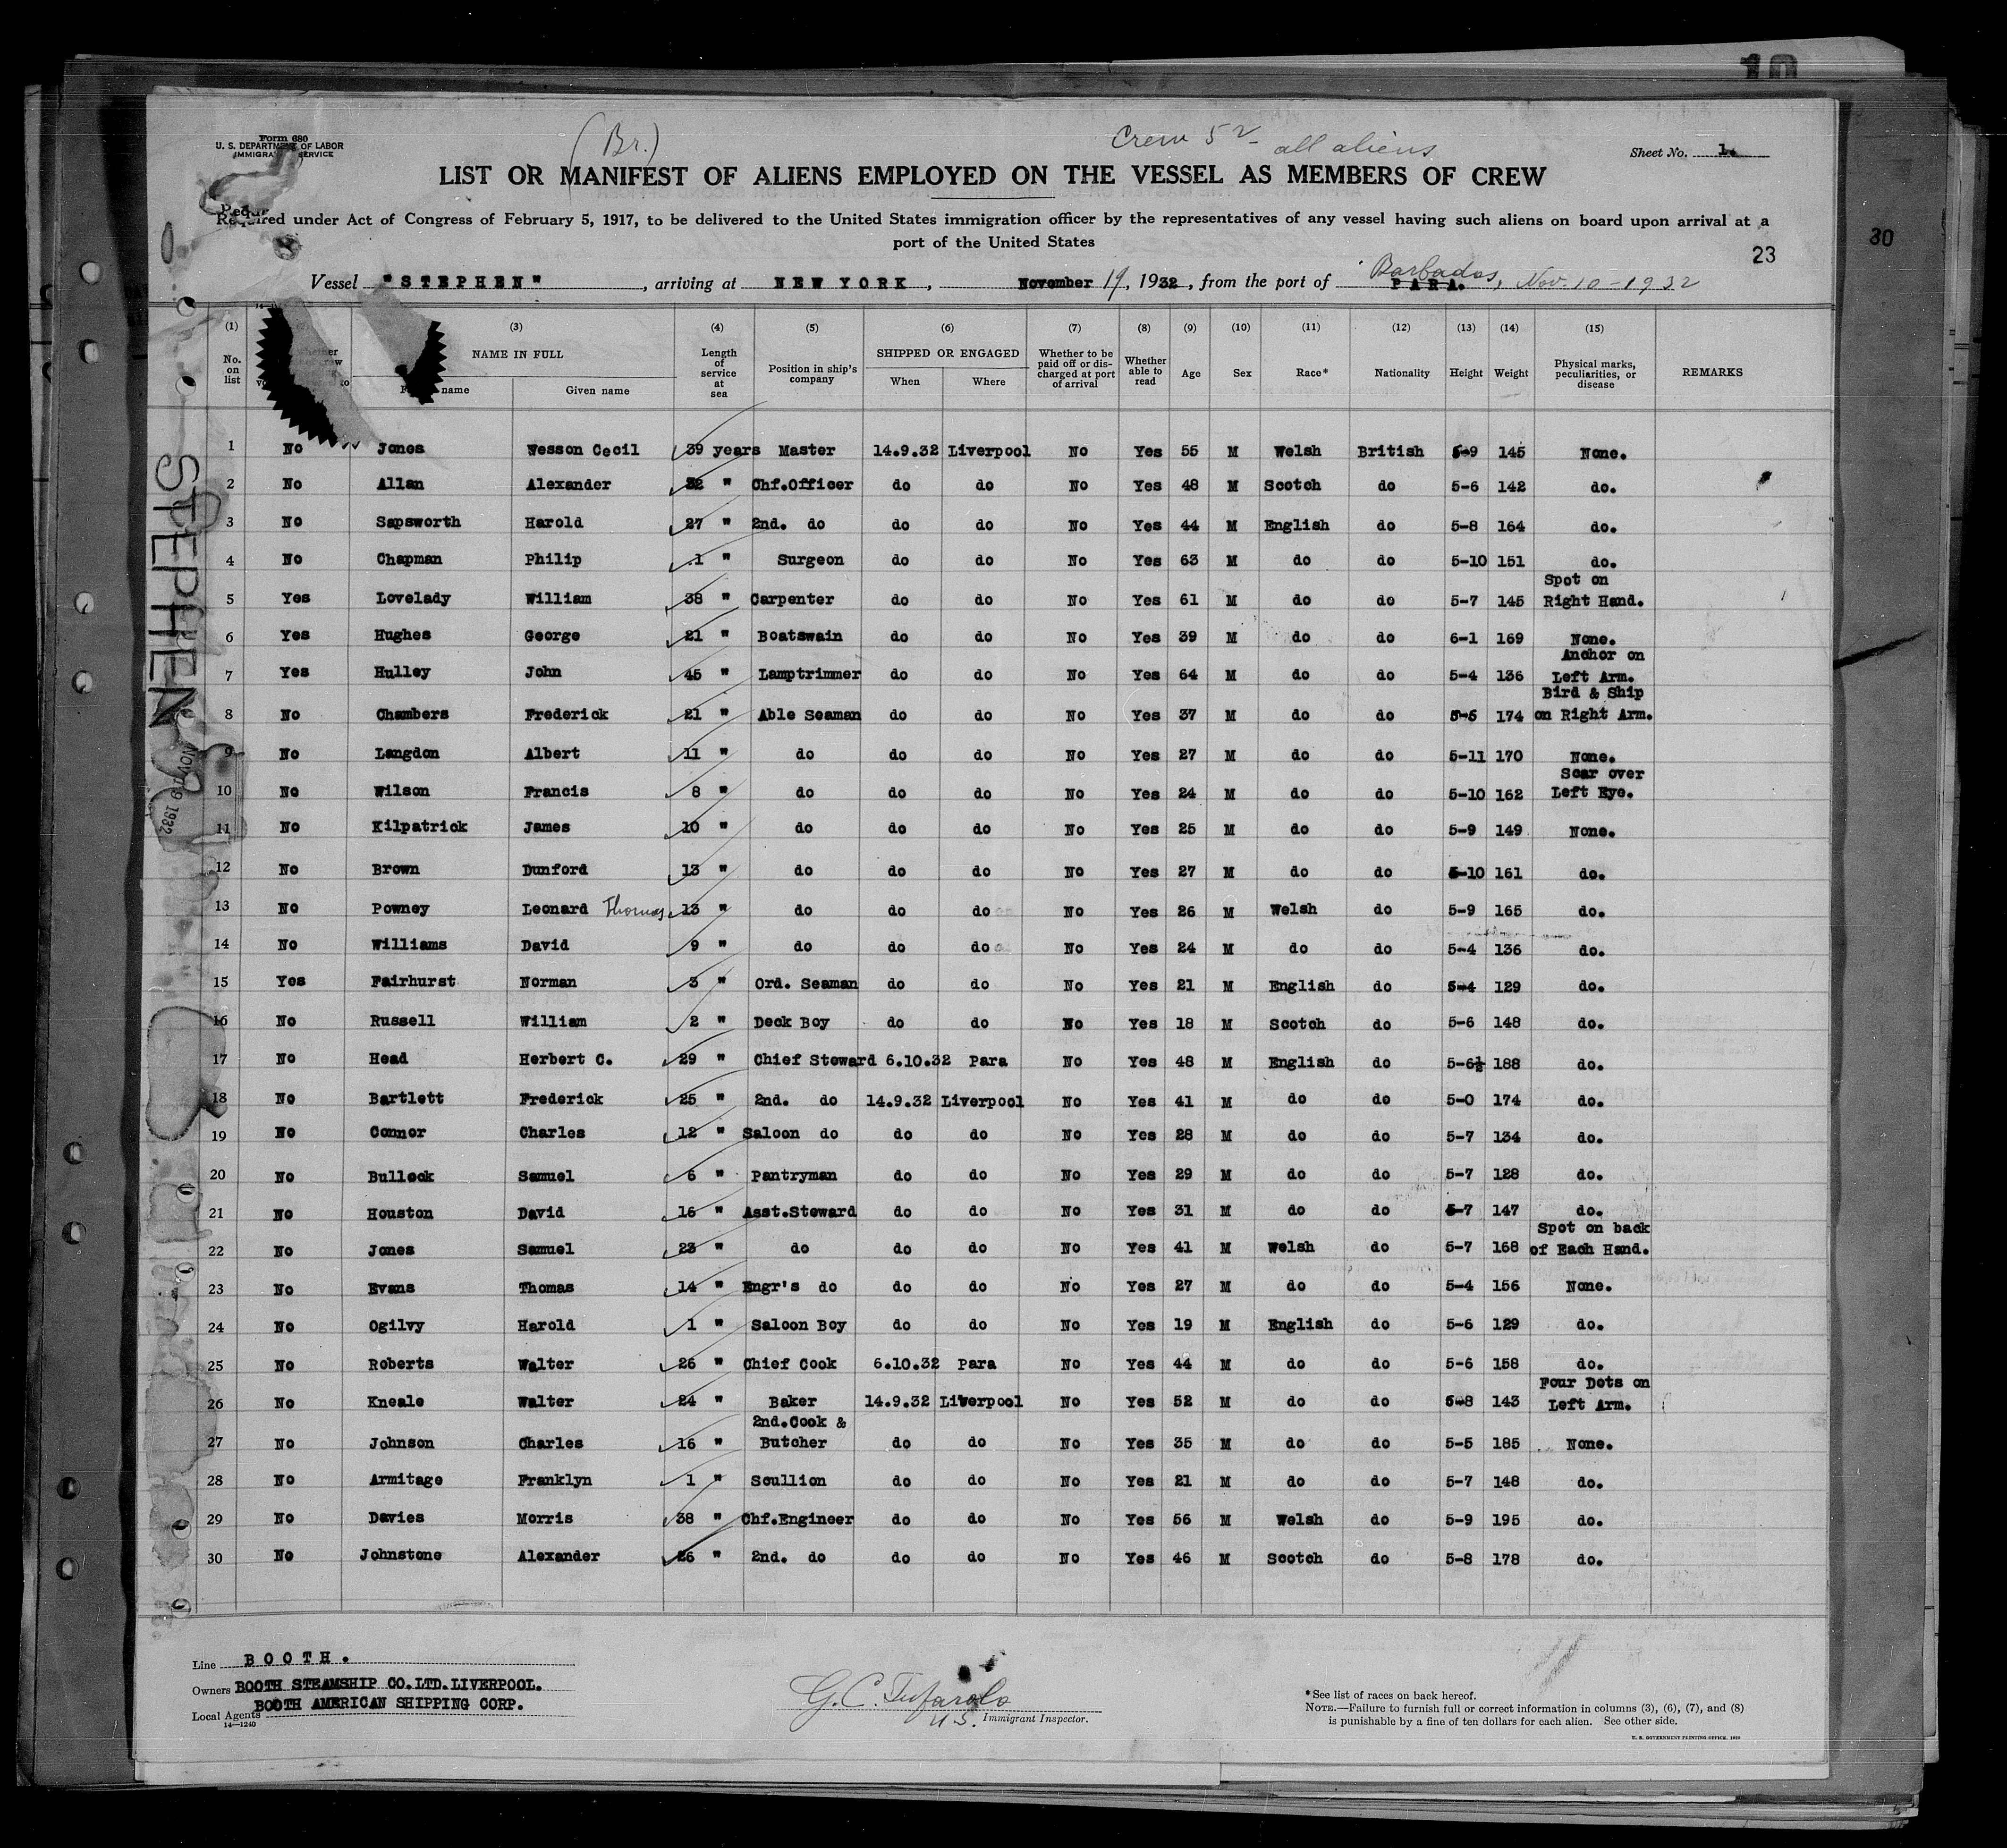 10
Form 680
U. S. DEPARTMENT OF LABOR
IMMIGRATION SERVICE
(Br.)
Crew 52 - all aliens
Sheet No. 1.
LIST OR MANIFEST OF ALIENS EMPLOYED ON THE VESSEL AS MEMBERS OF CREW
Required under Act of Congress of February 5, 1917, to be delivered to the United States immigration officer by the representatives of any vessel having such aliens on board upon arrival at a
port of the United States
30
23
Vessel "STEPHEN", arriving at NEW YORK, November 19, 1932, from the port of PARA. Barbados, Nov. 10-1932
(1) (3) (4) (5) (6) (7) (8) (9) (10) (11) (12) (13) (14) (15)
No. on list
NAME IN FULL
name Given name
Length of service at sea
Position in ship's company
SHIPPED OR ENGAGED
When Where
Whether to be paid off or discharged at port of arrival
Whether able to read
Age Sex Race* Nationality Height Weight
Physical marks, peculiarities, or disease
REMARKS
1 No Jones Wesson Cecil 39 years Master 14.9.32 Liverpool No Yes 55 M Welsh British 5-9 145 None.
2 No Allan Alexander 32 " Chf.Officer do do No Yes 48 M Scotch do 5-6 142 do.
3 No Sapsworth Harold 27 " 2nd. do do do No Yes 44 M English do 5-8 164 do.
4 No Chapman Philip .1 " Surgeon do do No Yes 63 M do do 5-10 151 do.
5 Yes Lovelady William 38 " Carpenter do do No Yes 61 M do do 5-7 145 Spot on Right Hand.
6 Yes Hughes George 21 " Boatswain do do No Yes 39 M do do 6-1 169 None.
7 Yes Hulley John 45 " Lamptrimmer do do No Yes 64 M do do 5-4 136 Anchor on Left Arm.
8 No Chambers Frederick 21 " Able Seaman do do No Yes 37 M do do 5-5 174 Bird & Ship on Right Arm.
9 No Langdon Albert 11 " do do do No Yes 27 M do do 5-11 170 None.
10 No Wilson Francis 8 " do do do No Yes 24 M do do 5-10 162 Scar over Left Eye.
11 No Kilpatrick James 10 " do do do No Yes 25 M do do 5-9 149 None.
12 No Brown Dunford 13 " do do do No Yes 27 M do do 5-10 161 do.
13 No Powney Leonard Thomas 13 " do do do No Yes 26 M Welsh do 5-9 165 do.
14 No Williams David 9 " do do do No Yes 24 M do do 5-4 136 do.
15 Yes Fairhurst Norman 3 " Ord. Seaman do do No Yes 21 M English do 5-4 129 do.
16 No Russell William 2 " Deck Boy do do No Yes 18 M Scotch do 5-6 148 do.
17 No Head Herbert C. 29 " Chief Steward 6.10.32 Para No Yes 48 M English do 5-6½ 188 do.
18 No Bartlett Frederick 25 " 2nd. do 14.9.32 Liverpool No Yes 41 M do do 5-0 174 do.
19 No Connor Charles 12 " Saloon do do do No Yes 28 M do do 5-7 134 do.
20 No Bullock Samuel 6 " Pantryman do do No Yes 29 M do do 5-7 128 do.
21 No Houston David 16 " Asst.Steward do do No Yes 31 M do do 5-7 147 do.
22 No Jones Samuel 23 " do do do No Yes 41 M Welsh do 5-7 168 Spot on back of Each Hand.
23 No Evans Thomas 14 " Engr's do do do No Yes 27 M do do 5-4 156 None.
24 No Ogilvy Harold 1 " Saloon Boy do do No Yes 19 M English do 5-6 129 do.
25 No Roberts Walter 26 " Chief Cook 6.10.32 Para No Yes 44 M do do 5-6 158 do.
26 No Kneale Walter 24 " Baker 14.9.32 Liverpool No Yes 52 M do do 5-8 143 Four Dots on Left Arm.
27 No Johnson Charles 16 " 2nd.Cook & Butcher do do No Yes 35 M do do 5-5 185 None.
28 No Armitage Franklyn 1 " Scullion do do No Yes 21 M do do 5-7 148 do.
29 No Davies Morris 38 " Chf.Engineer do do No Yes 56 M Welsh do 5-9 195 do.
30 No Johnstone Alexander 26 " 2nd. do do do No Yes 46 M Scotch do 5-8 178 do.
STEPHEN
NOV 19 1932
Line BOOTH.
Owners BOOTH STEAMSHIP CO.LTD.LIVERPOOL.
Local Agents BOOTH AMERICAN SHIPPING CORP.
14—1240
G. C. Tufarolo
U.S. Immigrant Inspector.
*See list of races on back hereof.
NOTE.—Failure to furnish full or correct information in columns (3), (6), (7), and (8)
is punishable by a fine of ten dollars for each alien. See other side.
U. S. GOVERNMENT PRINTING OFFICE